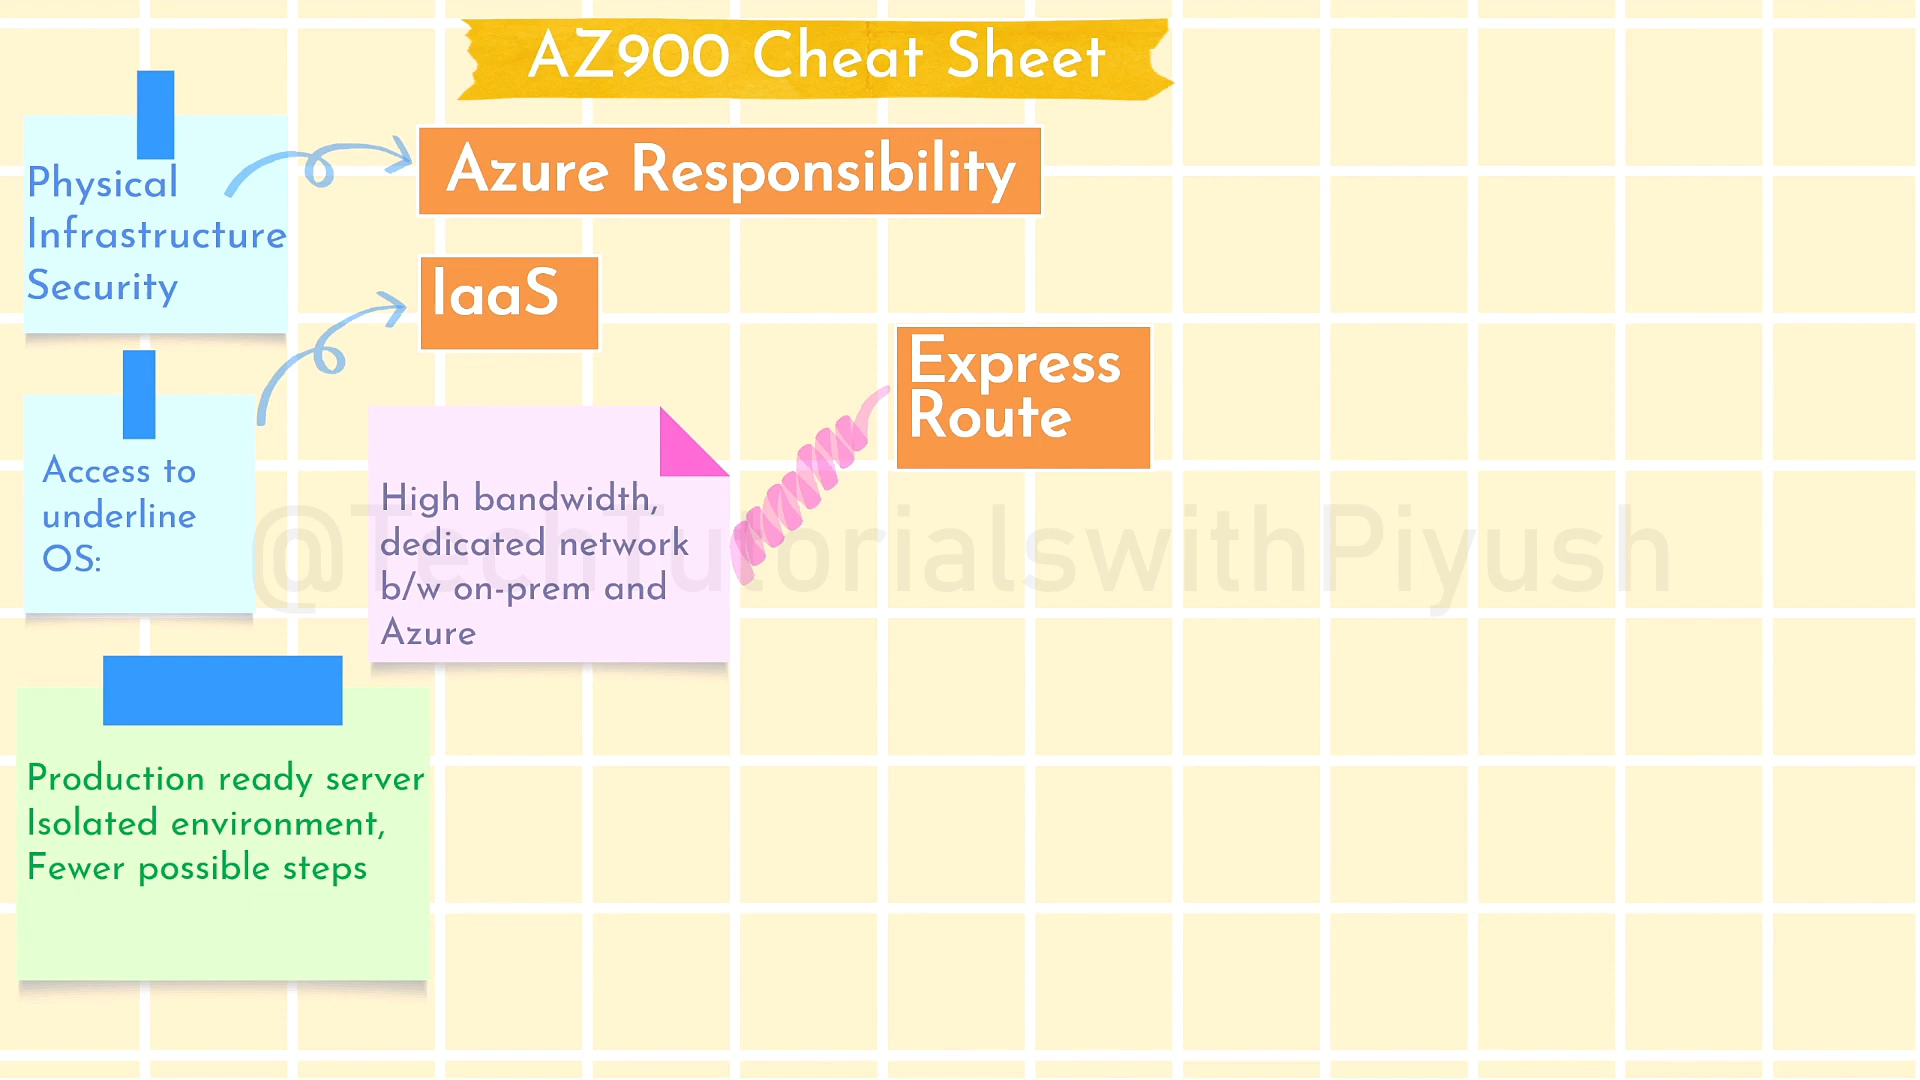 AZ900 Cheat Sheet
Physical
Infrastructure
Security
Azure Responsibility
IaaS
Access to
underline
OS:
High bandwidth,
dedicated network
b/w on-prem and
Azure
Express
Route
@TechTutorialswithPiyush
Production ready server
Isolated environment,
Fewer possible steps